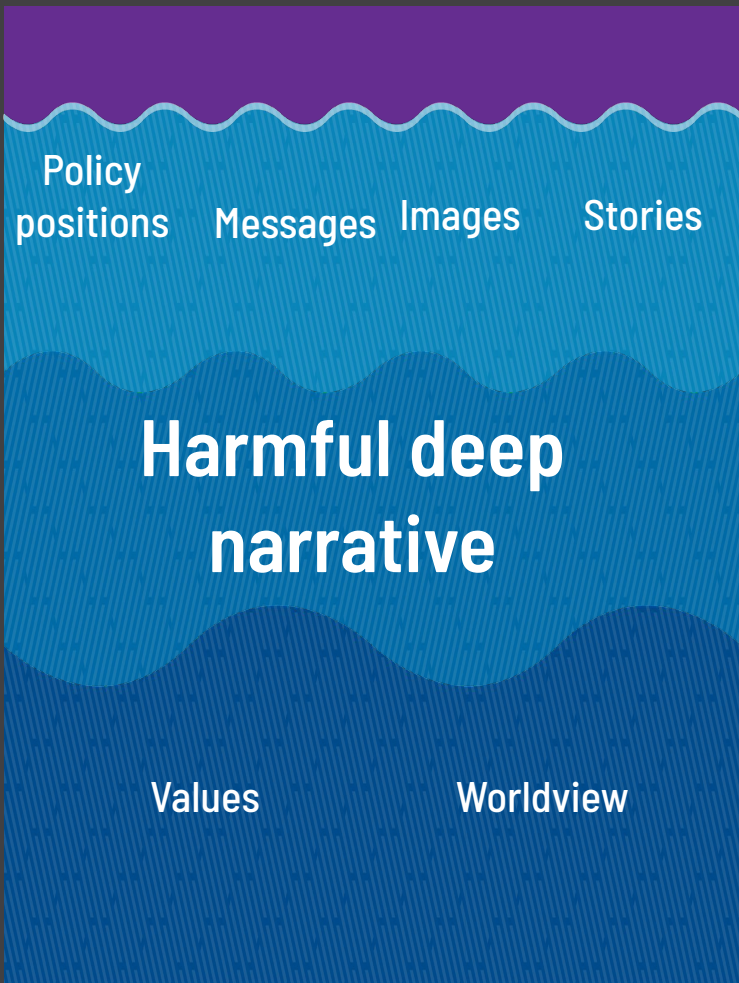 Policy
positions
Messages
Images
Stories
Harmful deep
narrative
Values
Worldview